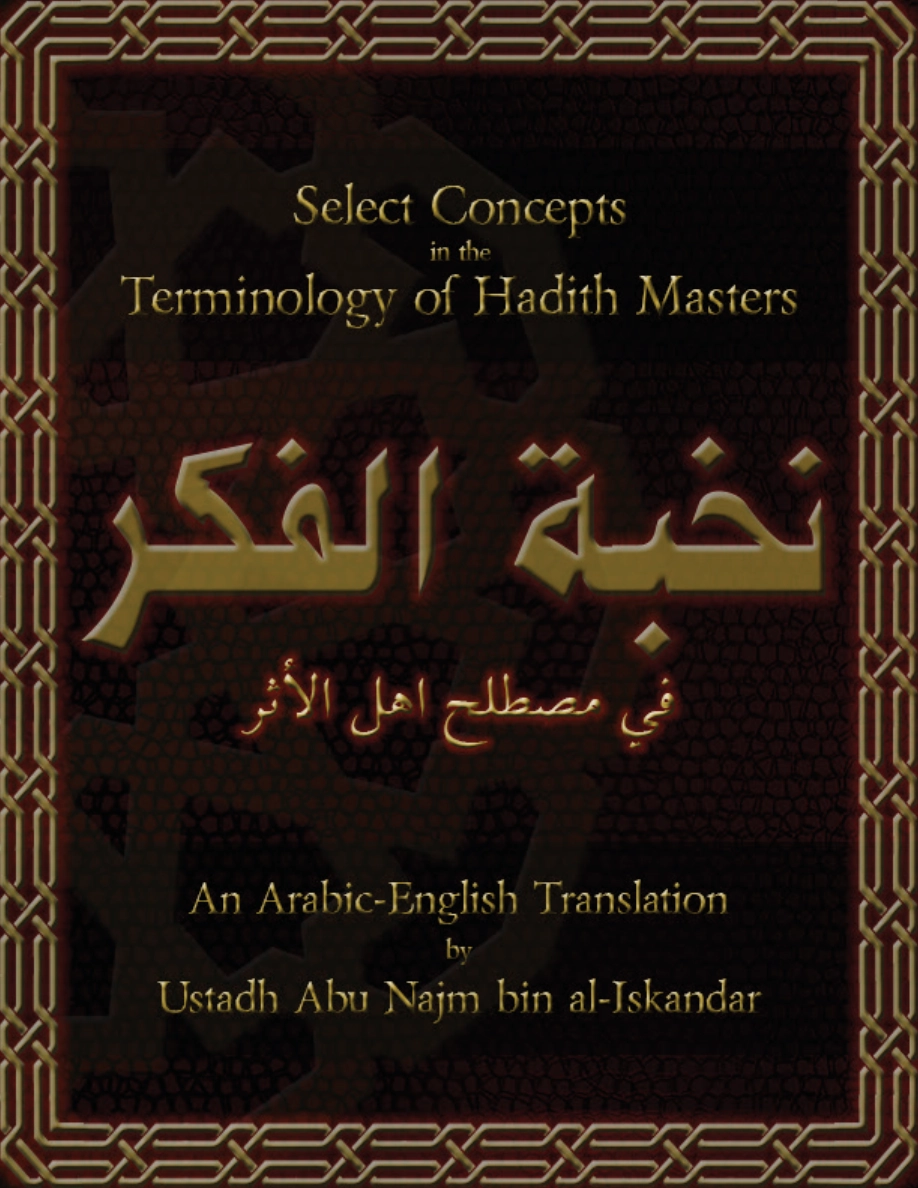 Select Concepts
in the
Terminology of Hadith Masters
نخبة الفكر
في مصطلح اهل الأثر
An Arabic-English Translation
by
Ustadh Abu Najm bin al-Iskandar